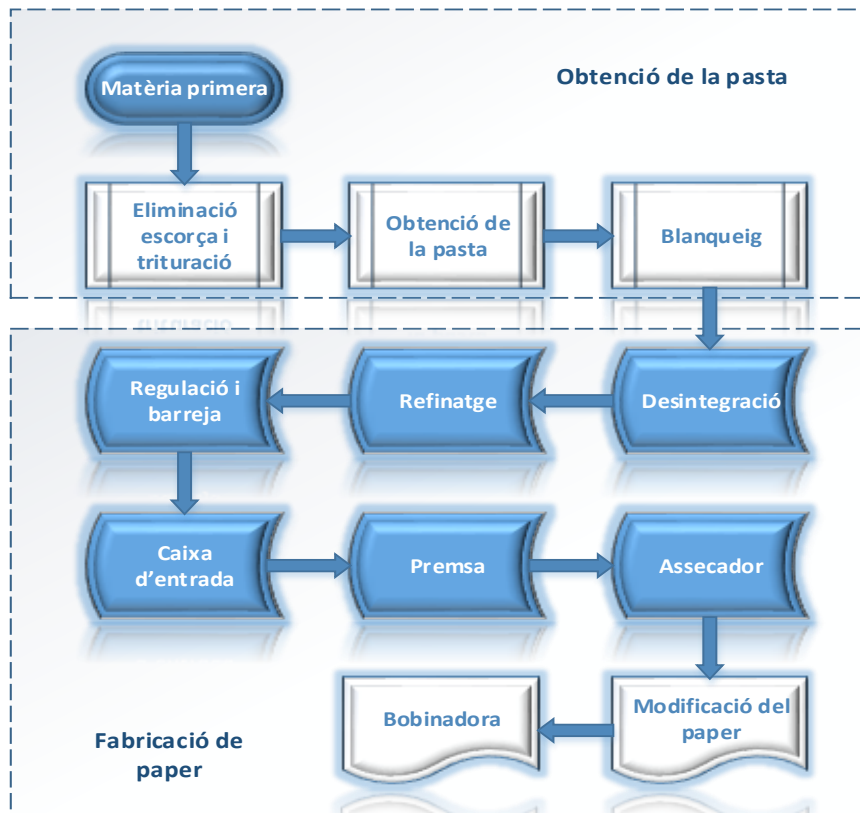 Matèria primera
Obtenció de la pasta
Eliminació
escorça i
trituració
Obtenció de
la pasta
Blanqueig
Regulació i
barreja
Refinatge
Desintegració
Caixa
d’entrada
Premsa
Assecador
Fabricació de
paper
Bobinadora
Modificació del
paper